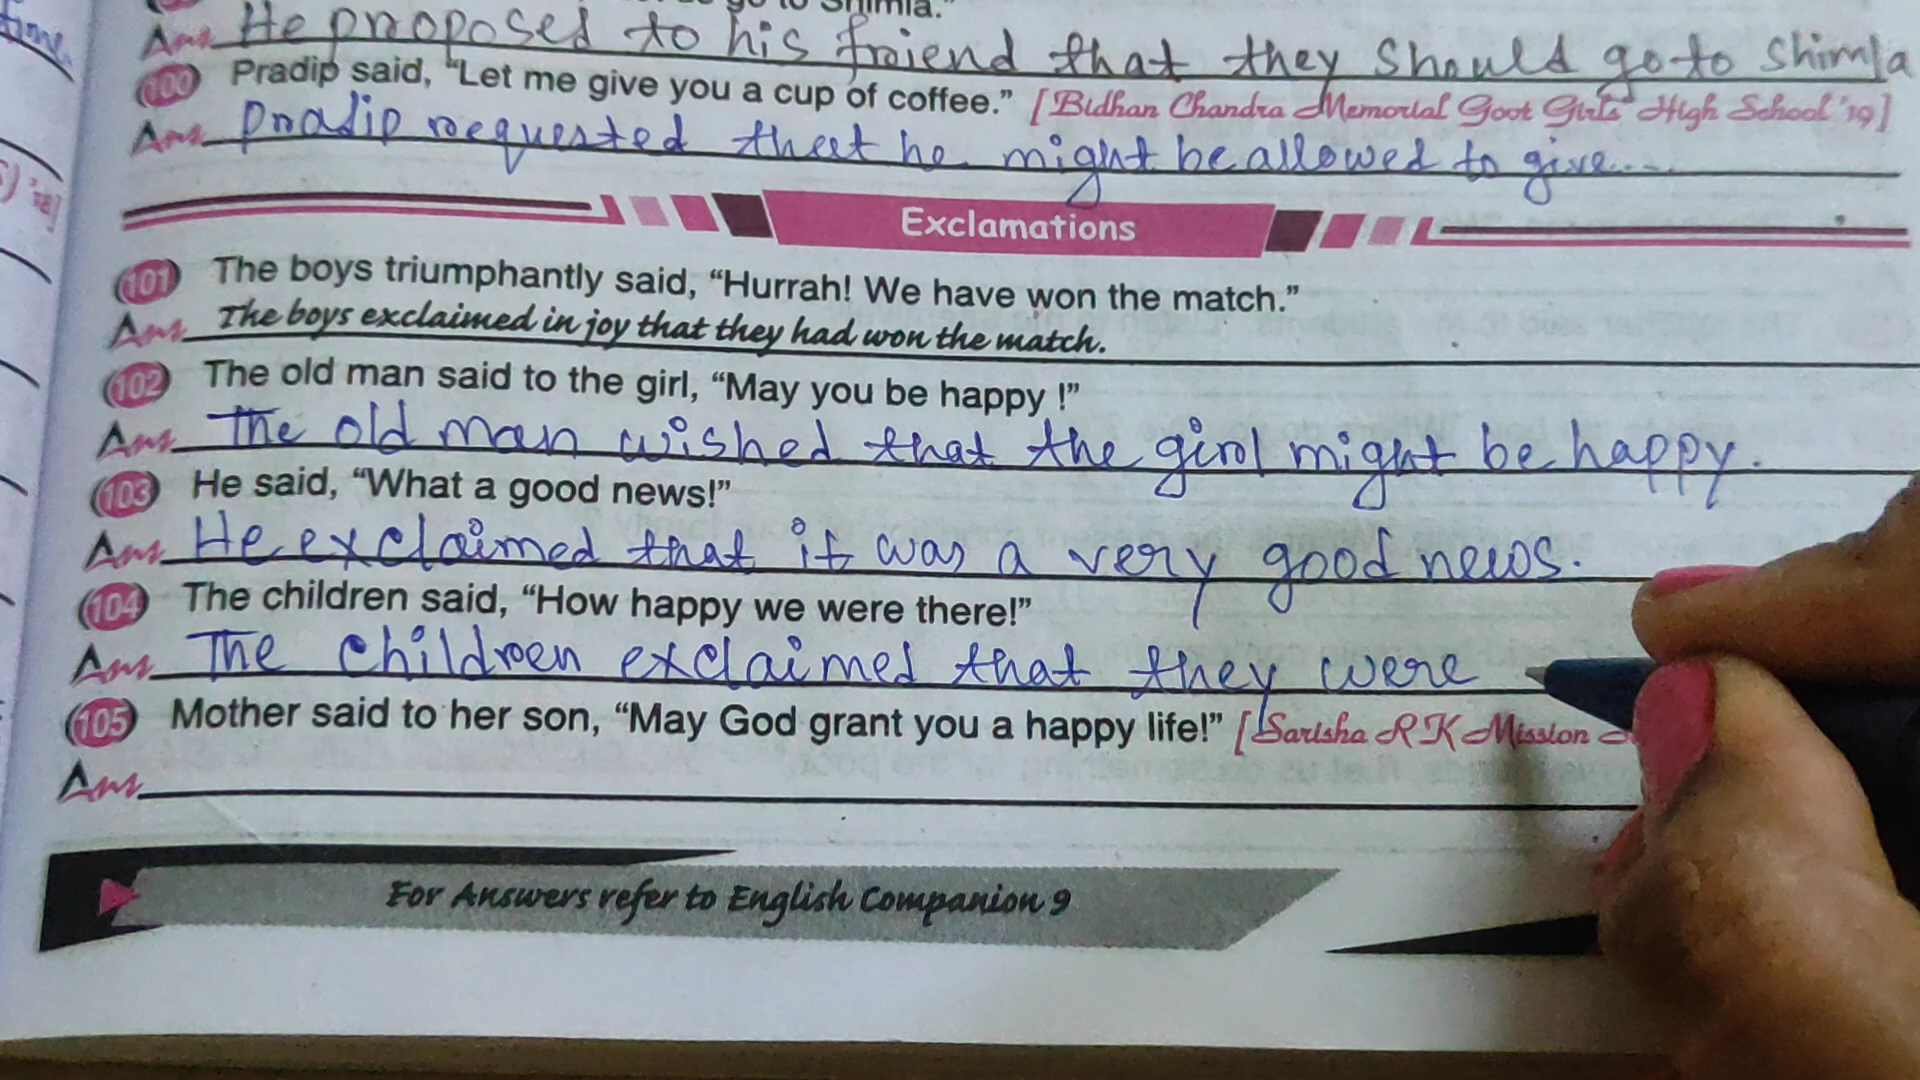 time.
to Shimla."
Ans He proposed to his friend that they should go to Shimla
100 Pradip said, "Let me give you a cup of coffee." [Bidhan Chandra Memorial Govt Girls' High School '19]
Ans Pradip requested that he might be allowed to give....
'18]
Exclamations
101 The boys triumphantly said, "Hurrah! We have won the match."
Ans The boys exclaimed in joy that they had won the match.
102 The old man said to the girl, "May you be happy !"
Ans The old man wished that the girl might be happy.
103 He said, "What a good news!"
Ans He exclaimed that it was a very good news.
104 The children said, "How happy we were there!"
Ans The children exclaimed that they were
105 Mother said to her son, "May God grant you a happy life!" [Sarisha RK Mission
Ans
For Answers refer to English Companion 9